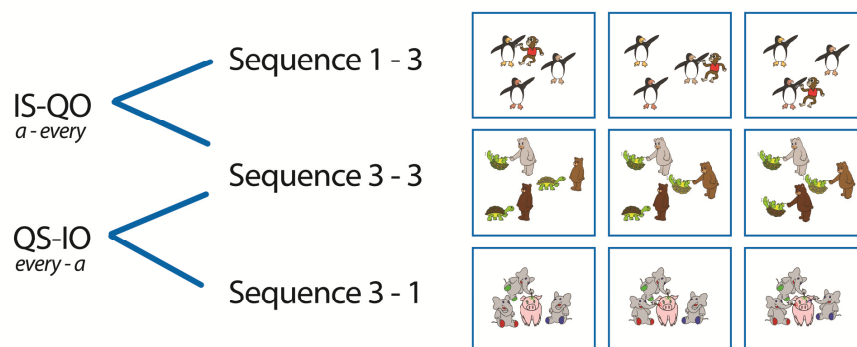 Sequence 1 - 3
IS-QO
a - every
Sequence 3 - 3
QS-IO
every - a
Sequence 3 - 1